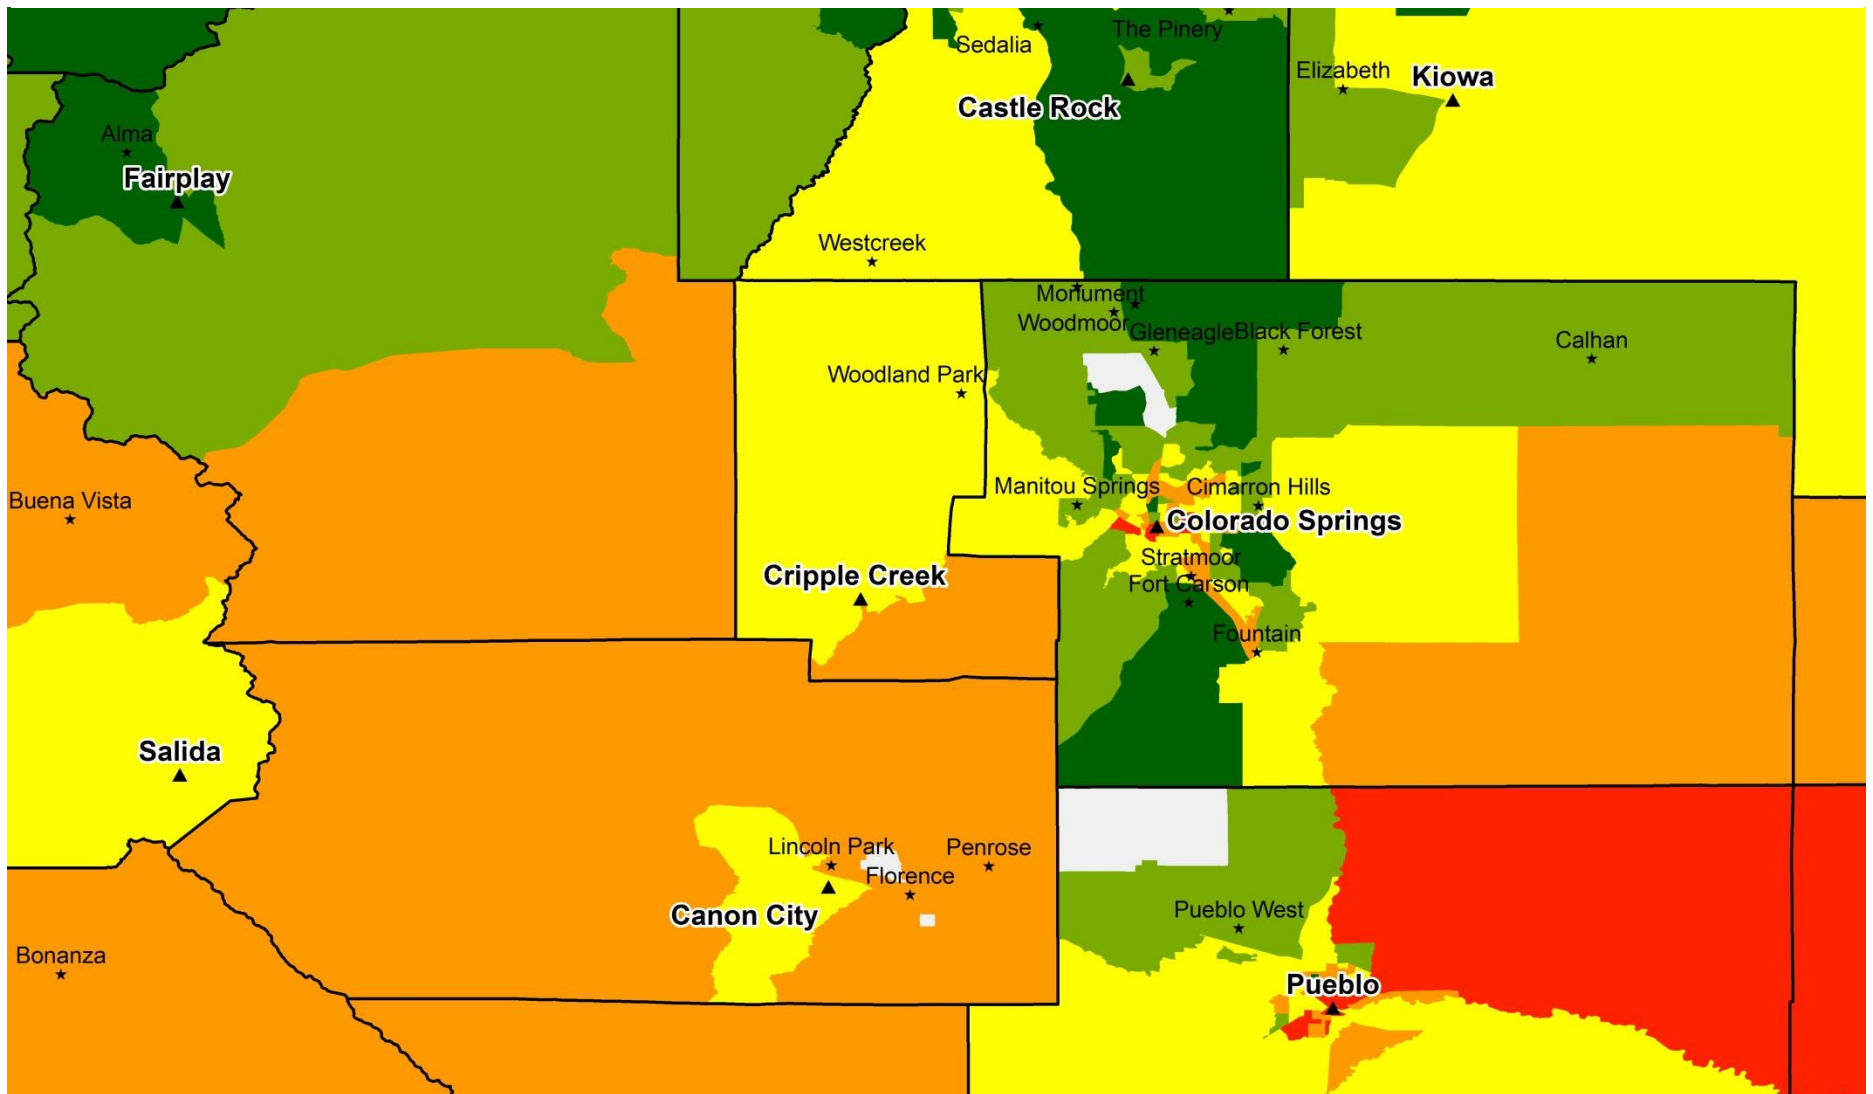 Sedalia
The Pinery
Elizabeth
Kiowa
Castle Rock
Alma
Fairplay
Westcreek
Monument
Woodmoor
Gleneagle
Black Forest
Calhan
Woodland Park
Buena Vista
Manitou Springs
Cimarron Hills
Colorado Springs
Stratmoor
Cripple Creek
Fort Carson
Fountain
Salida
Lincoln Park
Penrose
Florence
Canon City
Pueblo West
Bonanza
Pueblo